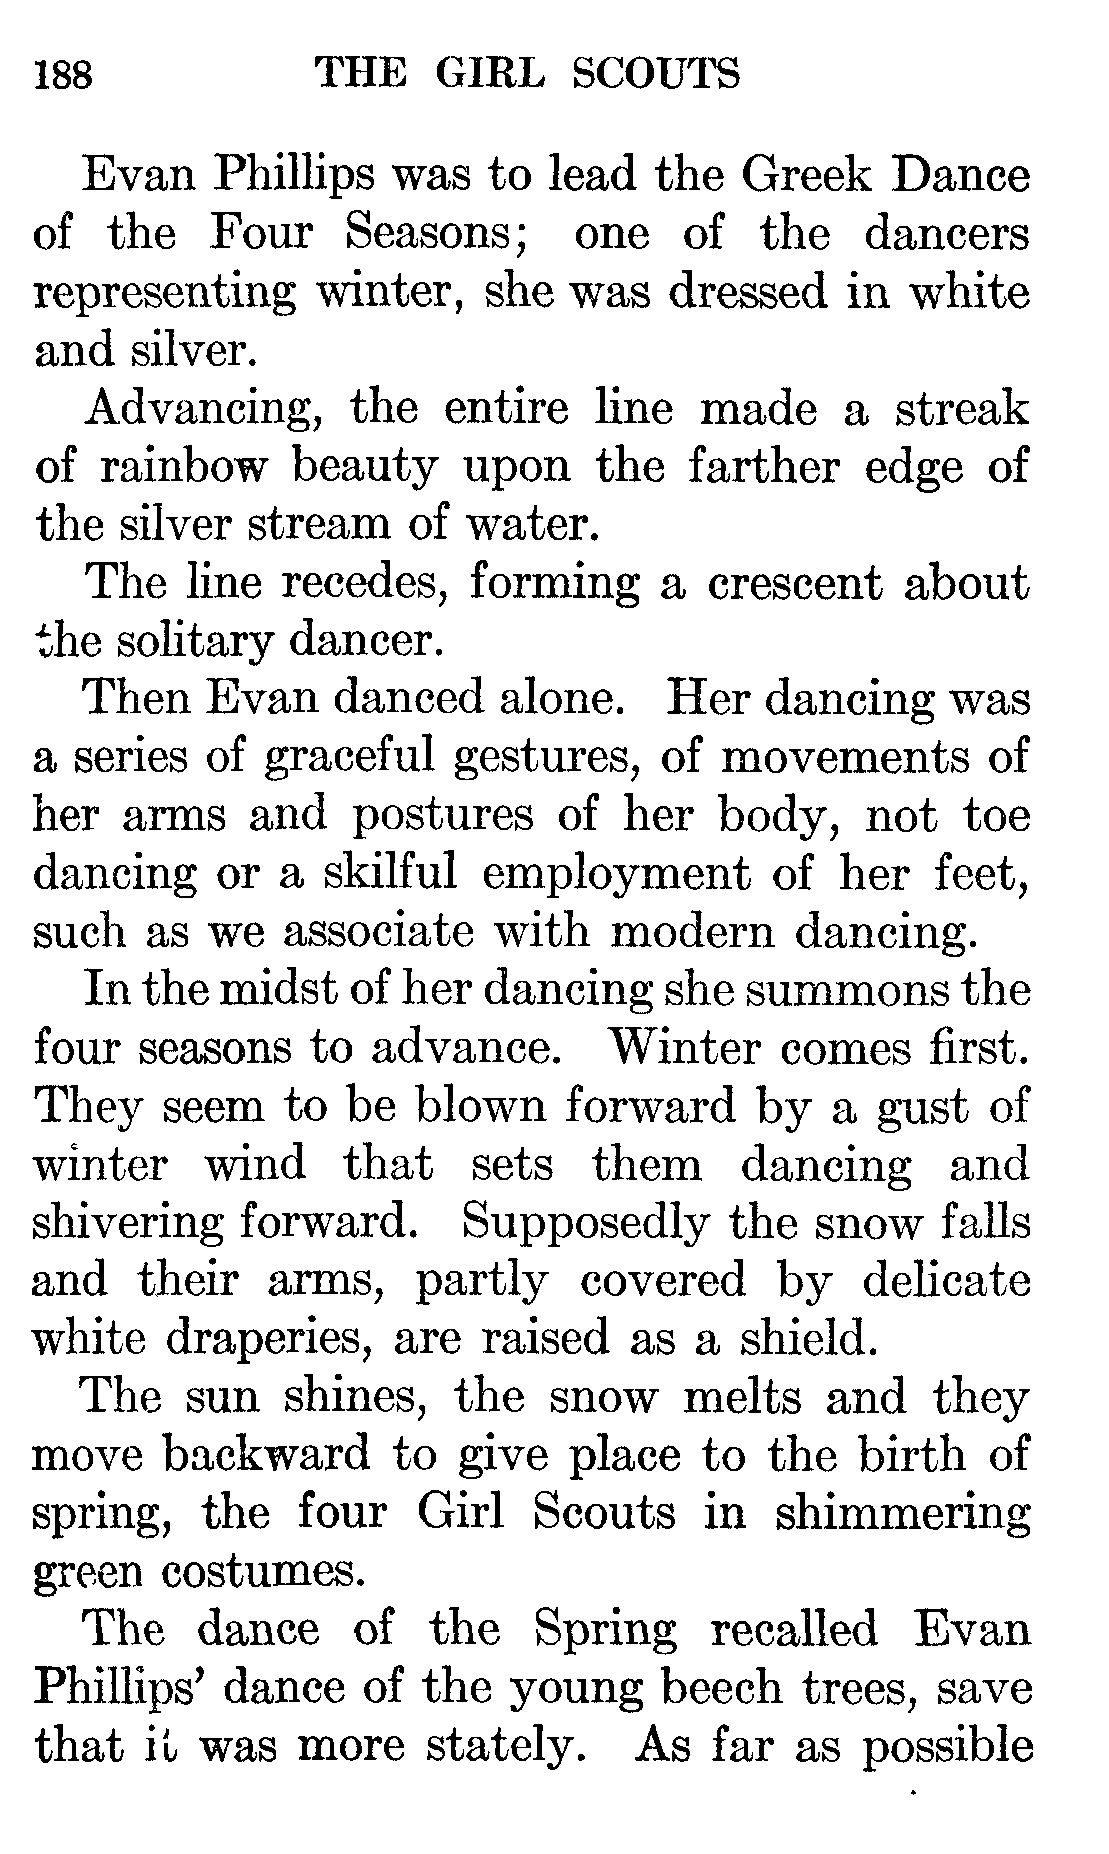 188 THE GIRL SCOUTS
Evan Phillips was to lead the Greek Dance
of the Four Seasons; one of the dancers
representing winter, she was dressed in white
and silver.
Advancing, the entire line made a streak
of rainbow beauty upon the farther edge of
the silver stream of water.
The line recedes, forming a crescent about
the solitary dancer.
Then Evan danced alone. Her dancing was
a series of graceful gestures, of movements of
her arms and postures of her body, not toe
dancing or a skilful employment of her feet,
such as we associate with modern dancing.
In the midst of her dancing she summons the
four seasons to advance. Winter comes first.
They seem to be blown forward by a gust of
winter wind that sets them dancing and
shivering forward. Supposedly the snow falls
and their arms, partly covered by delicate
white draperies, are raised as a shield.
The sun shines, the snow melts and they
move backward to give place to the birth of
spring, the four Girl Scouts in shimmering
green costumes.
The dance of the Spring recalled Evan
Phillips' dance of the young beech trees, save
that it was more stately. As far as possible